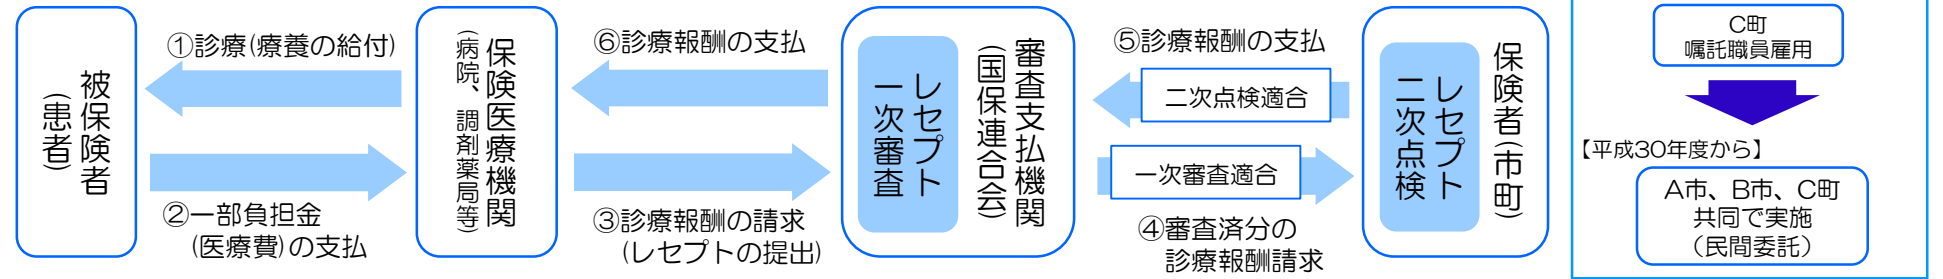 被保険者
(患者)
①診療(療養の給付)
②一部負担金
(医療費)の支払
保険医療機関
(病院、調剤薬局等)
⑥診療報酬の支払
③診療報酬の請求
(レセプトの提出)
審査支払機関
(国保連合会)
レセプト
一次審査
⑤診療報酬の支払
二次点検適合
一次審査適合
④審査済分の
診療報酬請求
保険者(市町)
レセプト
二次点検
C町
嘱託職員雇用
【平成30年度から】
A市、B市、C町
共同で実施
(民間委託)